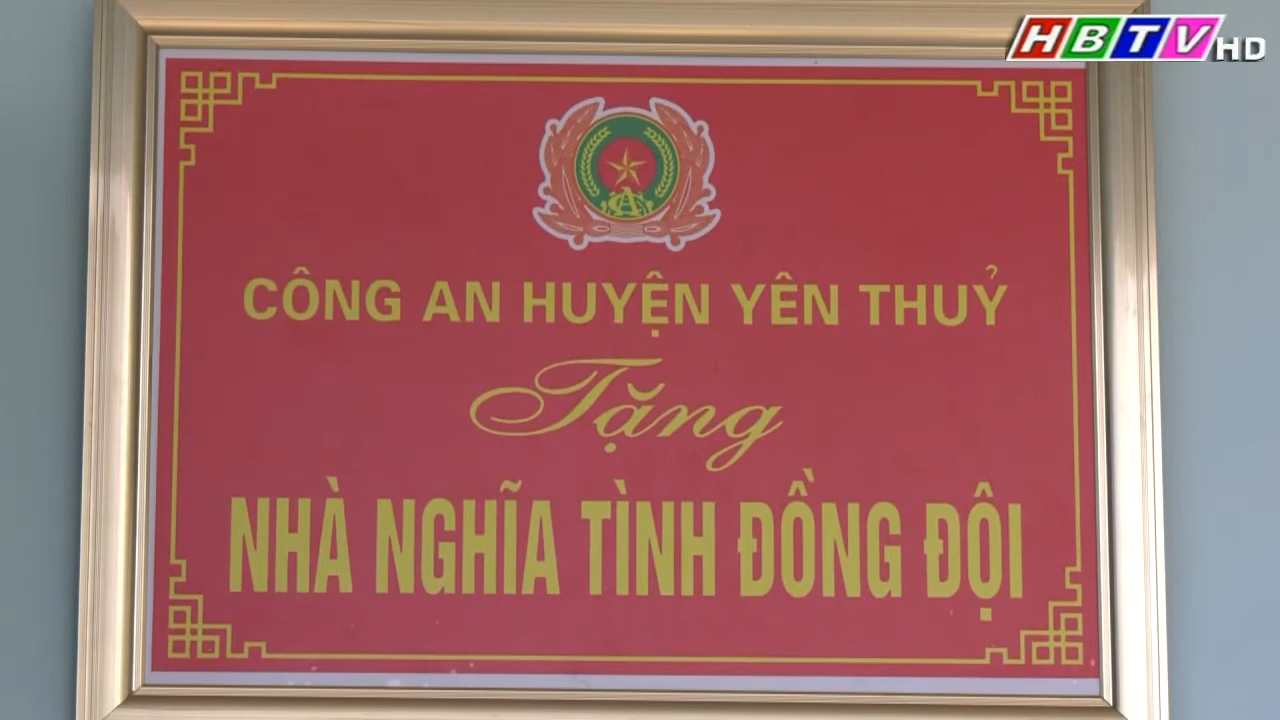 HBTV HD
CÔNG AN HUYỆN YÊN THUỶ
Tặng
NHÀ NGHĨA TÌNH ĐỒNG ĐỘI